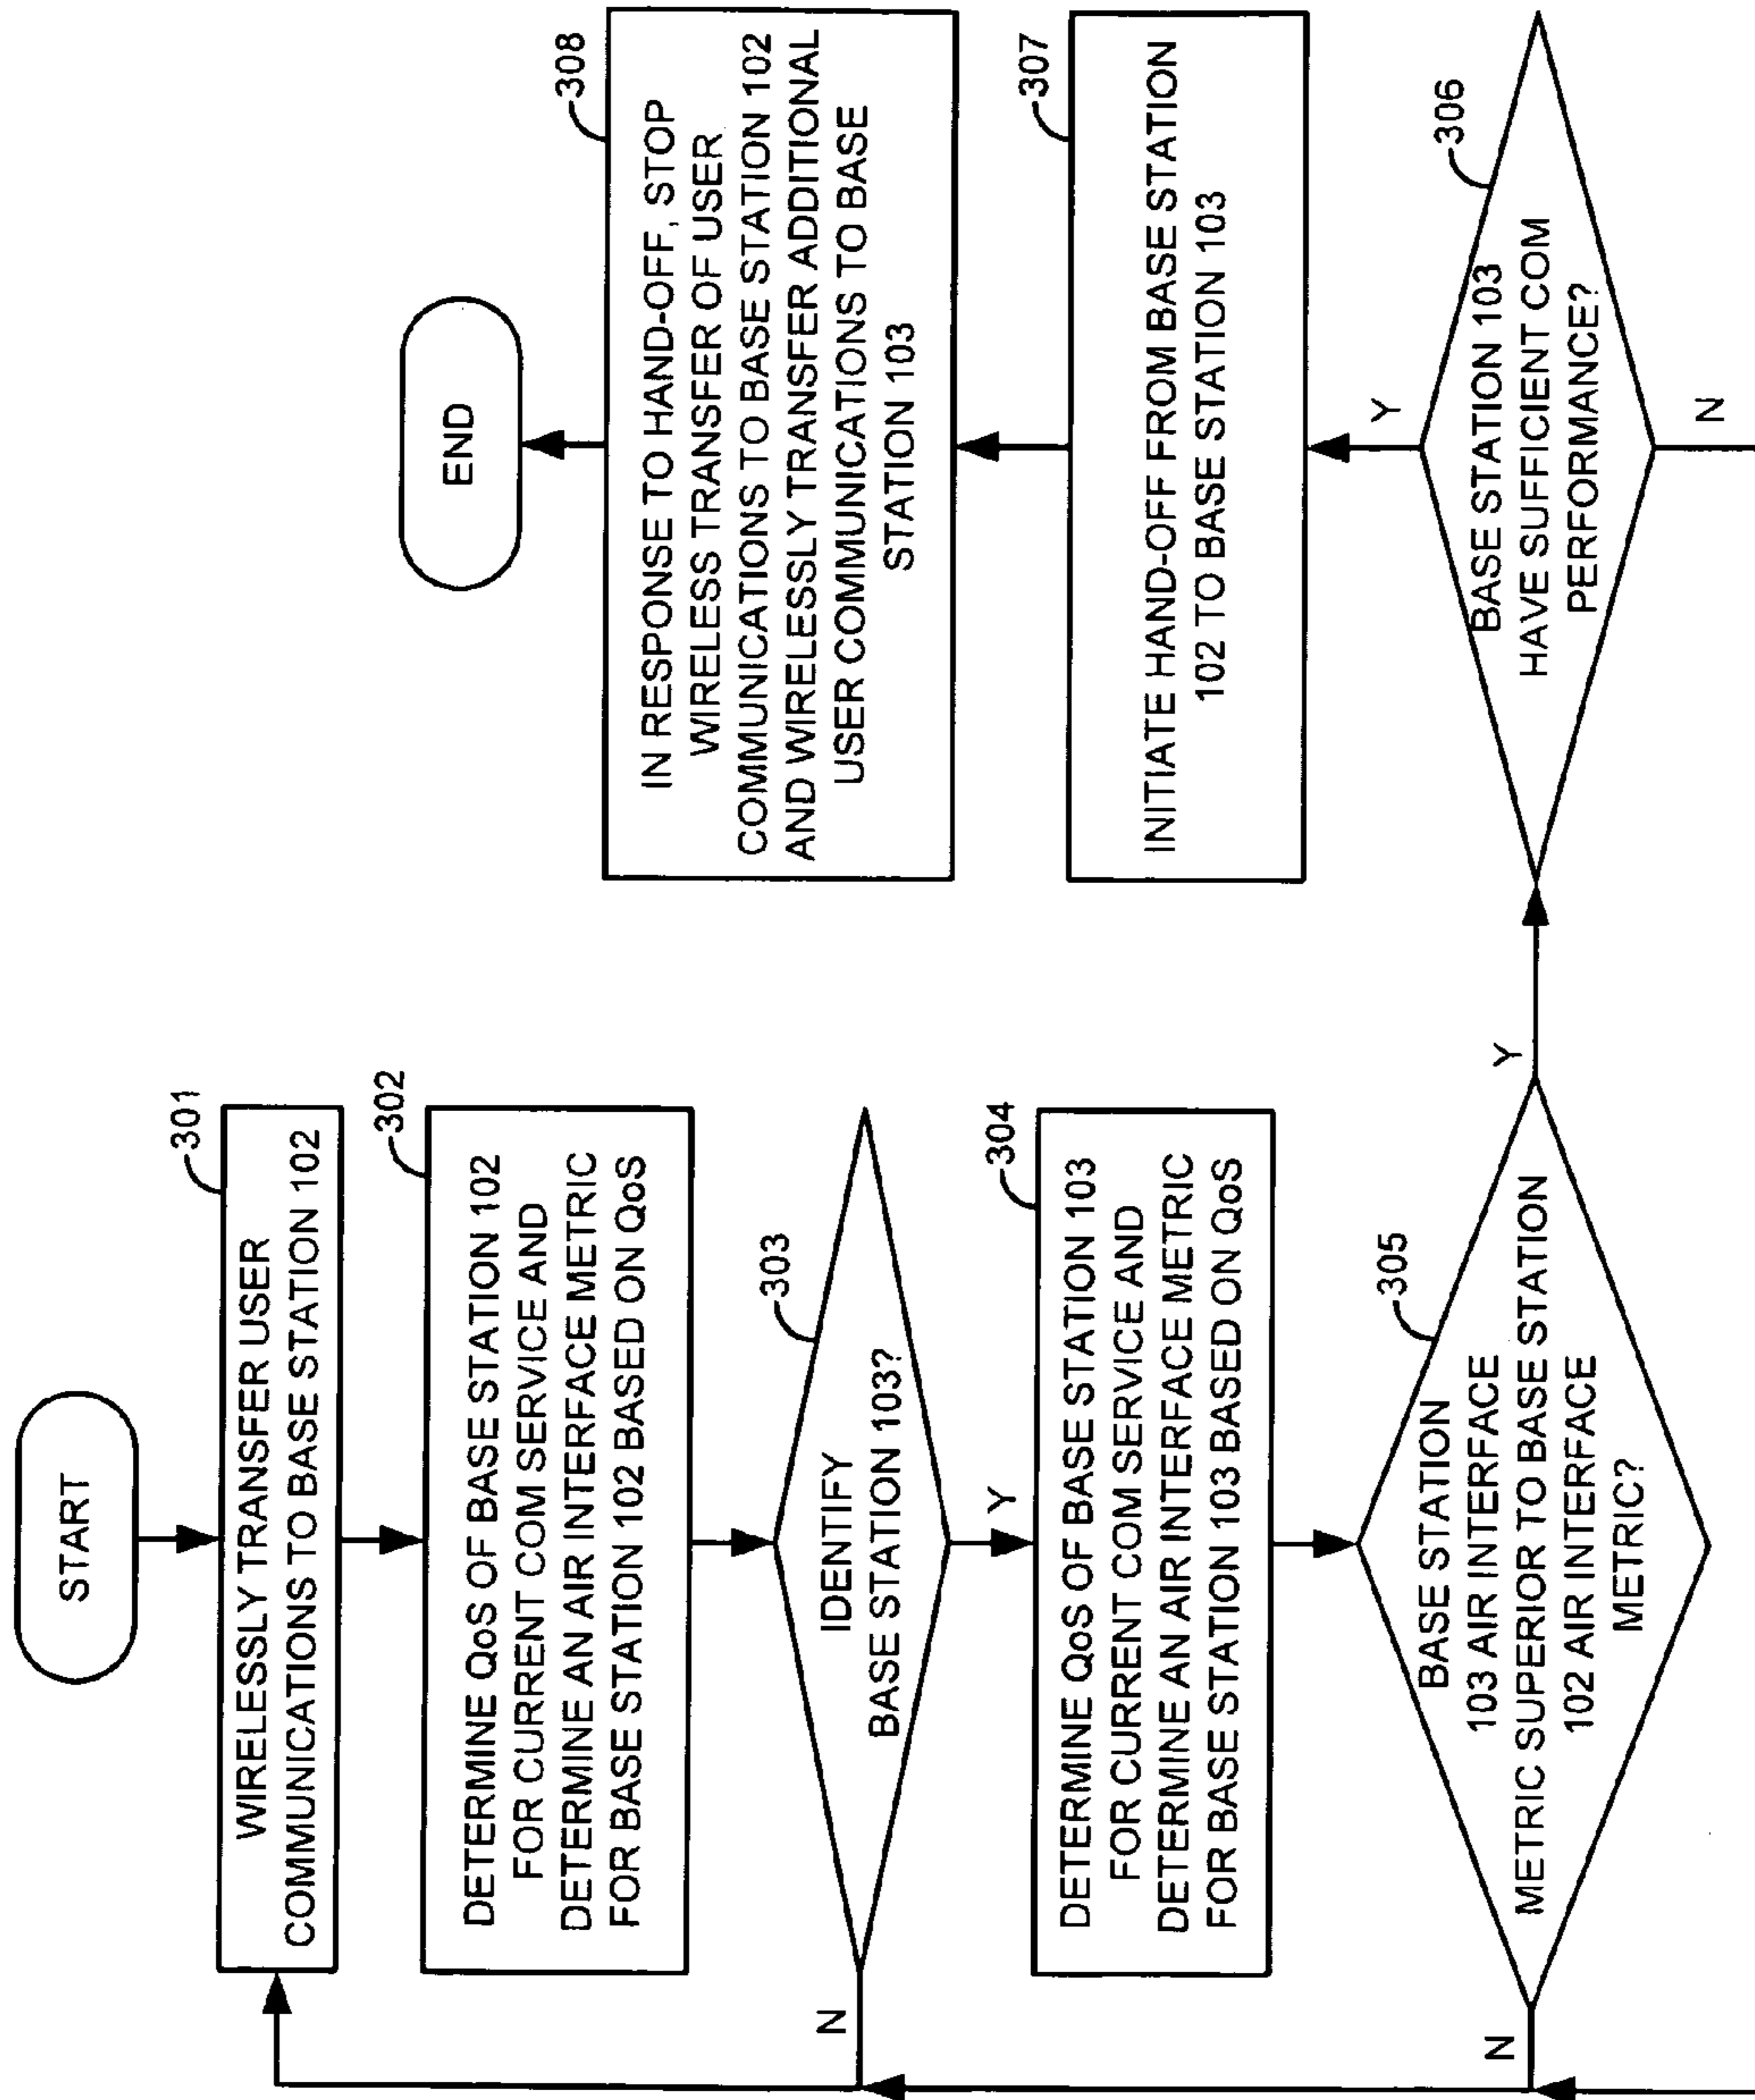 START
301
WIRELESSLY TRANSFER USER
COMMUNICATIONS TO BASE STATION 102
302
DETERMINE QoS OF BASE STATION 102
FOR CURRENT COM SERVICE AND
DETERMINE AN AIR INTERFACE METRIC
FOR BASE STATION 102 BASED ON QoS
303
IDENTIFY
BASE STATION 103?
N
Y
304
DETERMINE QoS OF BASE STATION 103
FOR CURRENT COM SERVICE AND
DETERMINE AN AIR INTERFACE METRIC
FOR BASE STATION 103 BASED ON QoS
305
BASE STATION
103 AIR INTERFACE
METRIC SUPERIOR TO BASE STATION
102 AIR INTERFACE
METRIC?
N
Y
306
BASE STATION 103
HAVE SUFFICIENT COM
PERFORMANCE?
Y
N
307
INITIATE HAND-OFF FROM BASE STATION
102 TO BASE STATION 103
308
IN RESPONSE TO HAND-OFF, STOP
WIRELESS TRANSFER OF USER
COMMUNICATIONS TO BASE STATION 102
AND WIRELESSLY TRANSFER ADDITIONAL
USER COMMUNICATIONS TO BASE
STATION 103
END